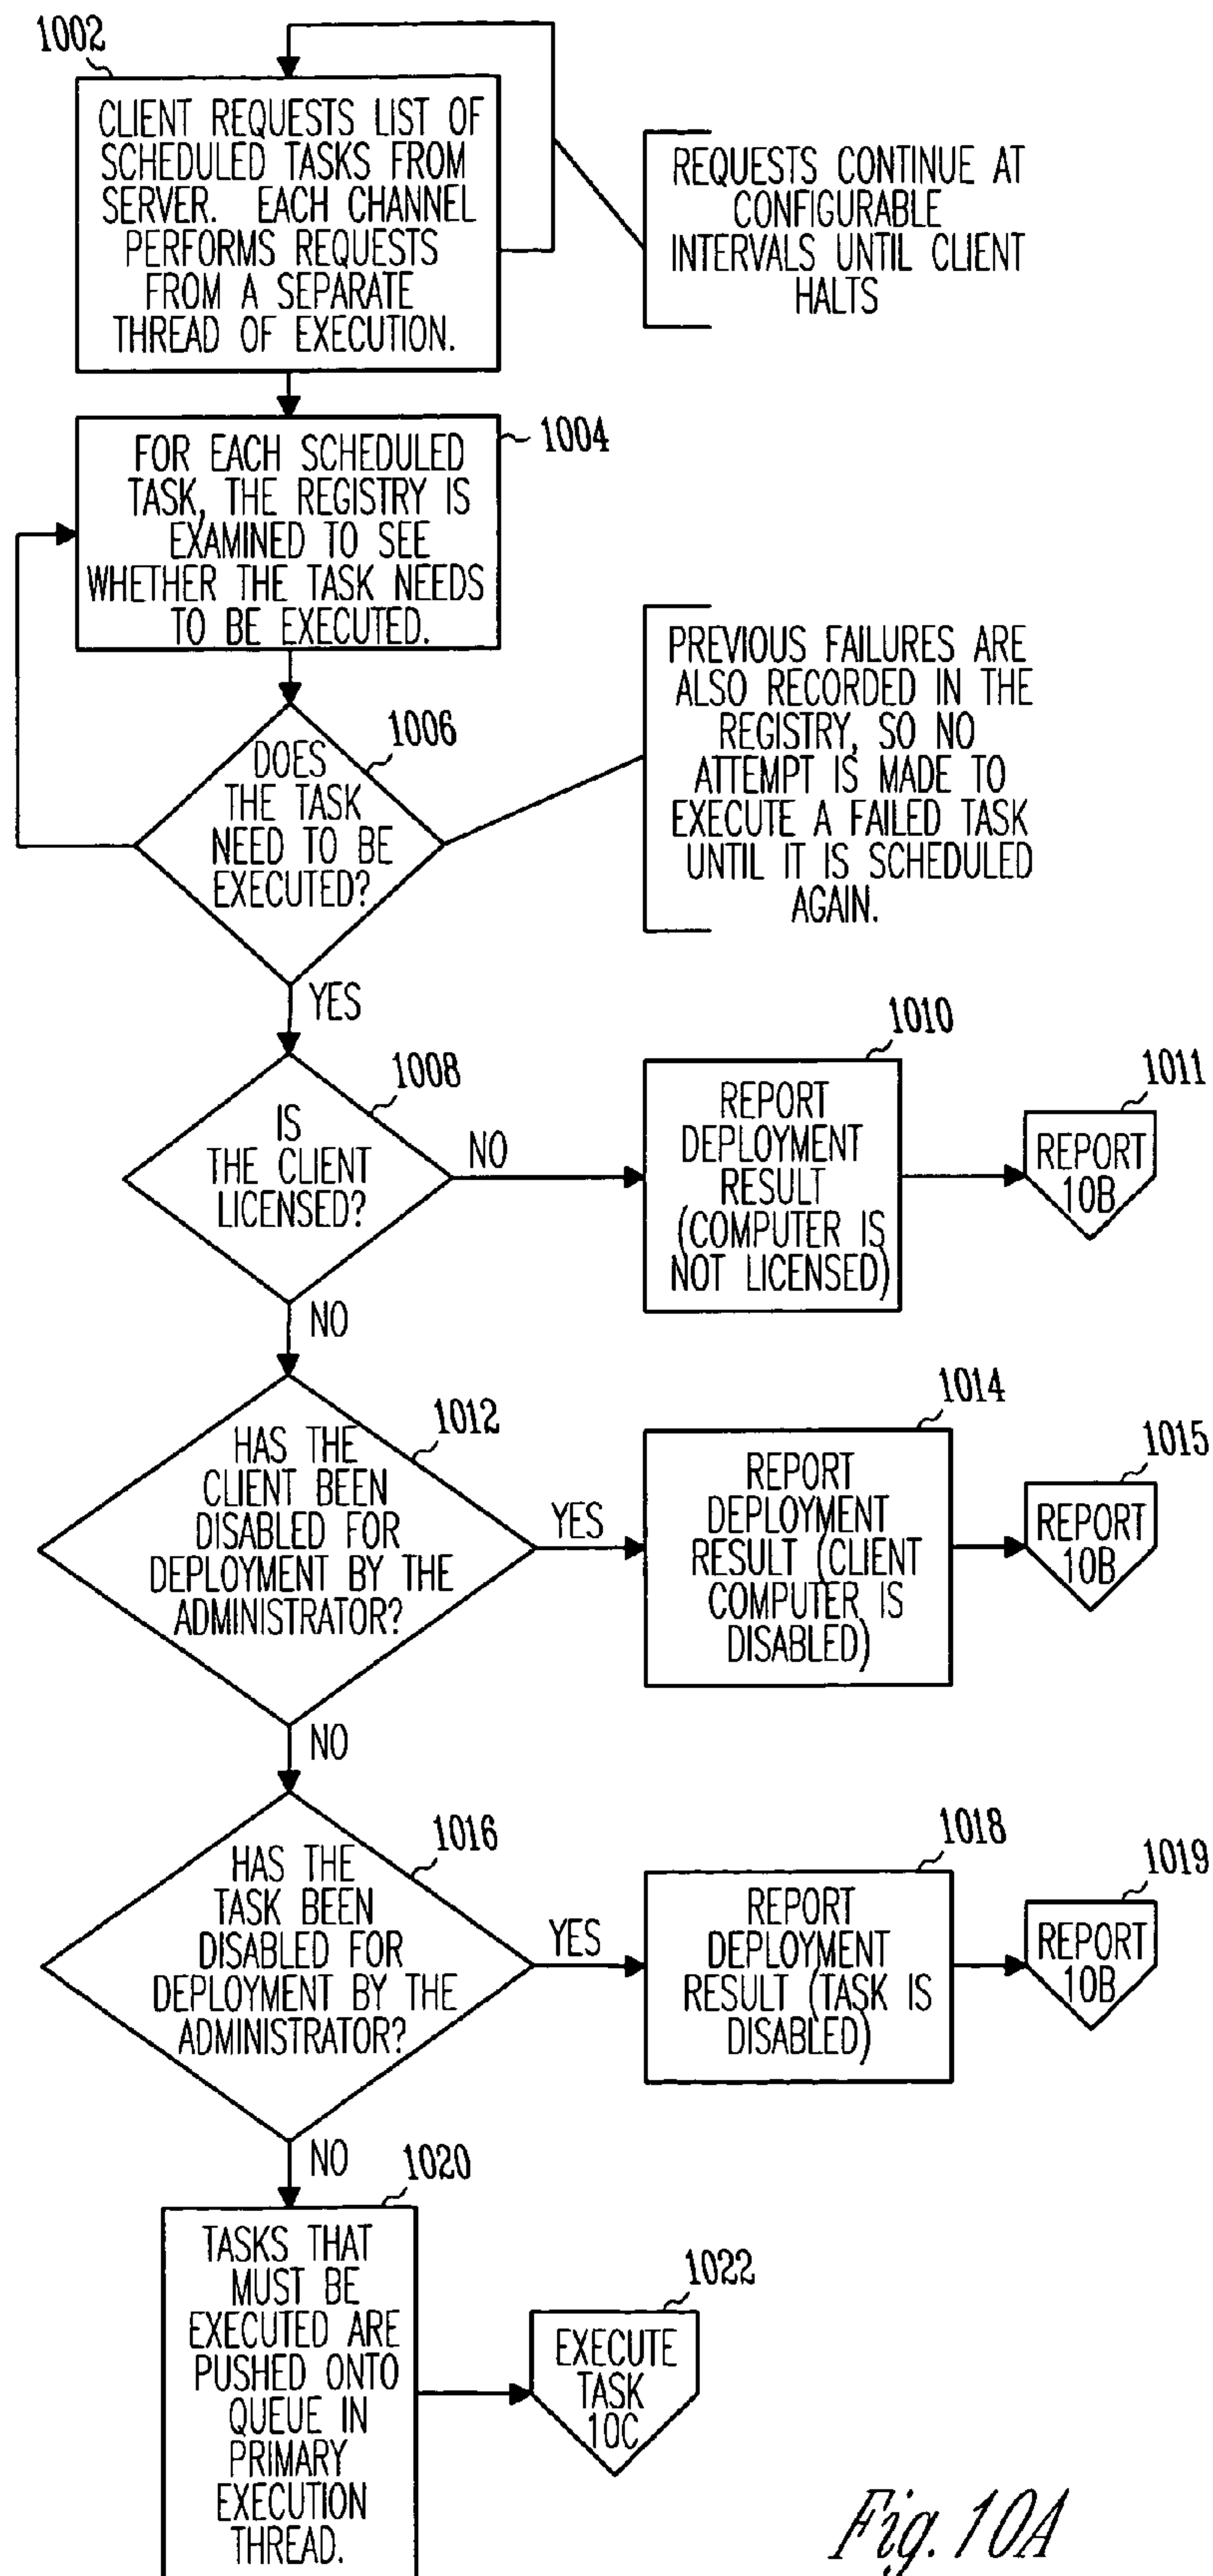 1002
CLIENT REQUESTS LIST OF
SCHEDULED TASKS FROM
SERVER. EACH CHANNEL
PERFORMS REQUESTS
FROM A SEPARATE
THREAD OF EXECUTION.
REQUESTS CONTINUE AT
CONFIGURABLE
INTERVALS UNTIL CLIENT
HALTS
1004
FOR EACH SCHEDULED
TASK, THE REGISTRY IS
EXAMINED TO SEE
WHETHER THE TASK NEEDS
TO BE EXECUTED.
1006
DOES
THE TASK
NEED TO BE
EXECUTED?
PREVIOUS FAILURES ARE
ALSO RECORDED IN THE
REGISTRY, SO NO
ATTEMPT IS MADE TO
EXECUTE A FAILED TASK
UNTIL IT IS SCHEDULED
AGAIN.
YES
1008
IS
THE CLIENT
LICENSED?
NO
1010
REPORT
DEPLOYMENT
RESULT
(COMPUTER IS
NOT LICENSED)
1011
REPORT
10B
NO
1012
HAS THE
CLIENT BEEN
DISABLED FOR
DEPLOYMENT BY THE
ADMINISTRATOR?
YES
1014
REPORT
DEPLOYMENT
RESULT (CLIENT
COMPUTER IS
DISABLED)
1015
REPORT
10B
NO
1016
HAS THE
TASK BEEN
DISABLED FOR
DEPLOYMENT BY THE
ADMINISTRATOR?
YES
1018
REPORT
DEPLOYMENT
RESULT (TASK IS
DISABLED)
1019
REPORT
10B
NO
1020
TASKS THAT
MUST BE
EXECUTED ARE
PUSHED ONTO
QUEUE IN
PRIMARY
EXECUTION
THREAD.
1022
EXECUTE
TASK
10C
Fig. 10A